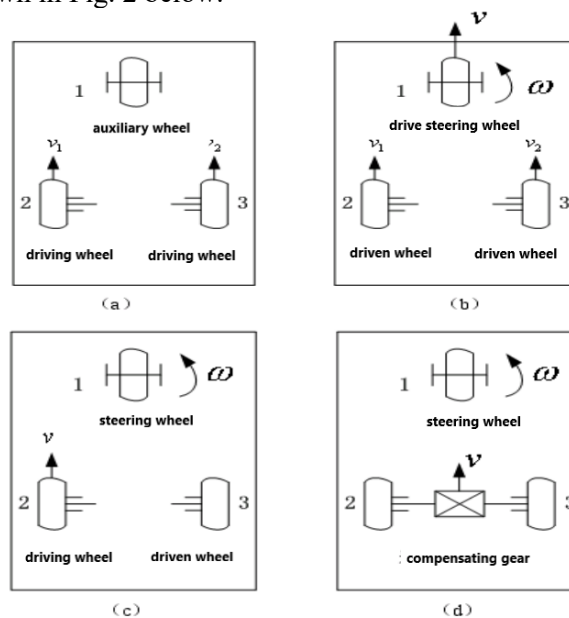 wn in Fig. 2 below.
v
1
ω
auxiliary wheel
drive steering wheel
v₁
v₁
v₂
2
3
2
3
driving wheel
driving wheel
driven wheel
driven wheel
(a)
(b)
1
ω
1
ω
steering wheel
steering wheel
v
v
2
3
2
driving wheel
driven wheel
: compensating gear
(c)
(d)